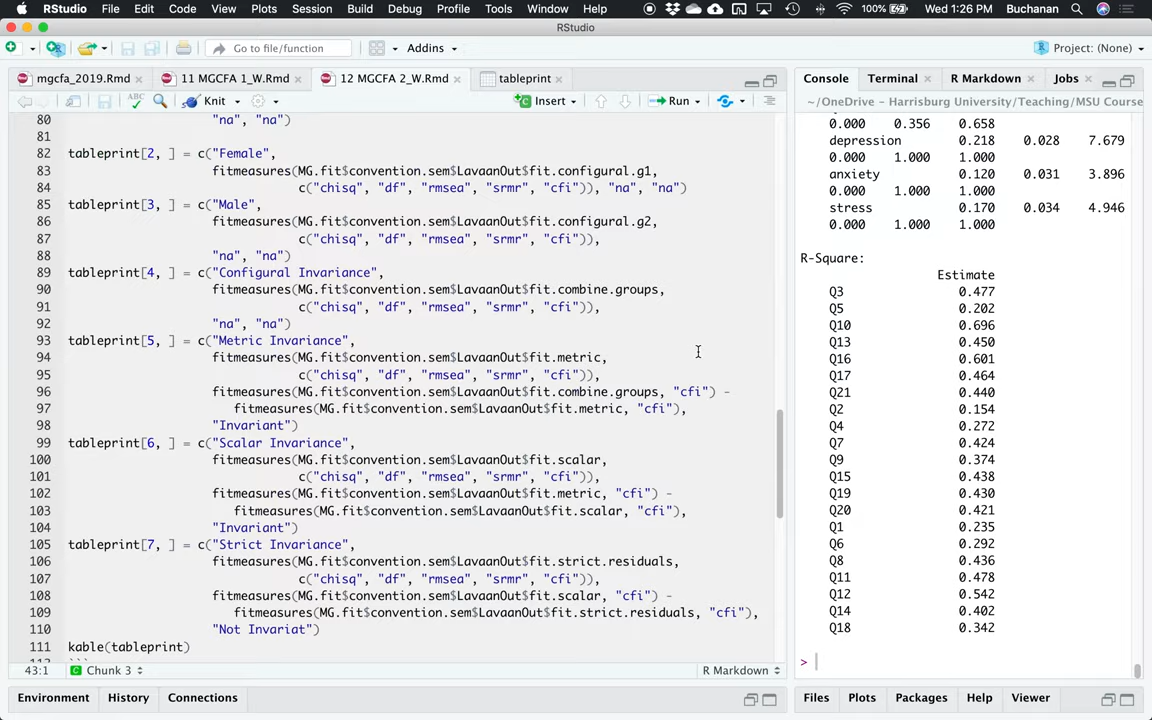 RStudio File Edit Code View Plots Session Build Debug Profile Tools Window Help 100% Wed 1:26 PM Buchanan
RStudio
Go to file/function Addins Project: (None)
mgcfa_2019.Rmd 11 MGCFA 1_W.Rmd 12 MGCFA 2_W.Rmd tableprint
ABC Knit Insert Run
80 "na", "na")
81
82 tableprint[2, ] = c("Female",
83 fitmeasures(MG.fit$convention.sem$LavaanOut$fit.configural.g1,
84 c("chisq", "df", "rmsea", "srmr", "cfi")), "na", "na")
85 tableprint[3, ] = c("Male",
86 fitmeasures(MG.fit$convention.sem$LavaanOut$fit.configural.g2,
87 c("chisq", "df", "rmsea", "srmr", "cfi")),
88 "na", "na")
89 tableprint[4, ] = c("Configural Invariance",
90 fitmeasures(MG.fit$convention.sem$LavaanOut$fit.combine.groups,
91 c("chisq", "df", "rmsea", "srmr", "cfi")),
92 "na", "na")
93 tableprint[5, ] = c("Metric Invariance",
94 fitmeasures(MG.fit$convention.sem$LavaanOut$fit.metric,
95 c("chisq", "df", "rmsea", "srmr", "cfi")),
96 fitmeasures(MG.fit$convention.sem$LavaanOut$fit.combine.groups, "cfi") -
97 fitmeasures(MG.fit$convention.sem$LavaanOut$fit.metric, "cfi"),
98 "Invariant")
99 tableprint[6, ] = c("Scalar Invariance",
100 fitmeasures(MG.fit$convention.sem$LavaanOut$fit.scalar,
101 c("chisq", "df", "rmsea", "srmr", "cfi")),
102 fitmeasures(MG.fit$convention.sem$LavaanOut$fit.metric, "cfi") -
103 fitmeasures(MG.fit$convention.sem$LavaanOut$fit.scalar, "cfi"),
104 "Invariant")
105 tableprint[7, ] = c("Strict Invariance",
106 fitmeasures(MG.fit$convention.sem$LavaanOut$fit.strict.residuals,
107 c("chisq", "df", "rmsea", "srmr", "cfi")),
108 fitmeasures(MG.fit$convention.sem$LavaanOut$fit.scalar, "cfi") -
109 fitmeasures(MG.fit$convention.sem$LavaanOut$fit.strict.residuals, "cfi"),
110 "Not Invariat")
111 kable(tableprint)
43:1 Chunk 3 R Markdown
Environment History Connections
Console Terminal R Markdown Jobs
~/OneDrive - Harrisburg University/Teaching/MSU Course
0.000 0.356 0.658
depression 0.218 0.028 7.679
0.000 1.000 1.000
anxiety 0.120 0.031 3.896
0.000 1.000 1.000
stress 0.170 0.034 4.946
0.000 1.000 1.000
R-Square:
Estimate
Q3 0.477
Q5 0.202
Q10 0.696
Q13 0.450
Q16 0.601
Q17 0.464
Q21 0.440
Q2 0.154
Q4 0.272
Q7 0.424
Q9 0.374
Q15 0.438
Q19 0.430
Q20 0.421
Q1 0.235
Q6 0.292
Q8 0.436
Q11 0.478
Q12 0.542
Q14 0.402
Q18 0.342
>
Files Plots Packages Help Viewer